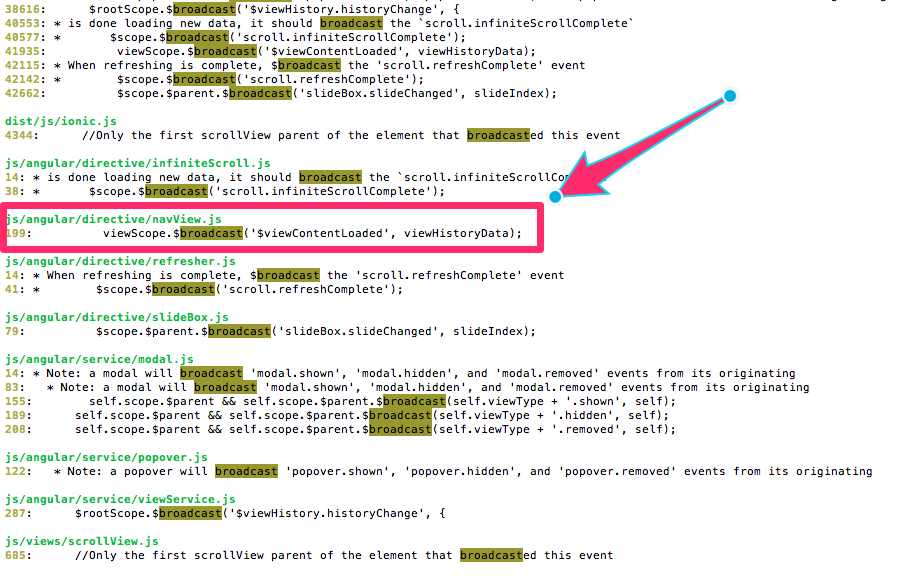 38616:      $rootScope.$broadcast('$viewHistory.historyChange', {
40553: * is done loading new data, it should broadcast the `scroll.infiniteScrollComplete`
40577: *       $scope.$broadcast('scroll.infiniteScrollComplete');
41935:          viewScope.$broadcast('$viewContentLoaded', viewHistoryData);
42115: * When refreshing is complete, $broadcast the 'scroll.refreshComplete' event
42142: *        $scope.$broadcast('scroll.refreshComplete');
42662:          $scope.$parent.$broadcast('slideBox.slideChanged', slideIndex);
dist/js/ionic.js
4344:      //Only the first scrollView parent of the element that broadcasted this event
js/angular/directive/infiniteScroll.js
14: * is done loading new data, it should broadcast the `scroll.infiniteScrollCom
38: *       $scope.$broadcast('scroll.infiniteScrollComplete');
js/angular/directive/navView.js
199:          viewScope.$broadcast('$viewContentLoaded', viewHistoryData);
js/angular/directive/refresher.js
14: * When refreshing is complete, $broadcast the 'scroll.refreshComplete' event
41: *        $scope.$broadcast('scroll.refreshComplete');
js/angular/directive/slideBox.js
79:          $scope.$parent.$broadcast('slideBox.slideChanged', slideIndex);
js/angular/service/modal.js
14: * Note: a modal will broadcast 'modal.shown', 'modal.hidden', and 'modal.removed' events from its originating
83:   * Note: a modal will broadcast 'modal.shown', 'modal.hidden', and 'modal.removed' events from its originating
155:        self.scope.$parent && self.scope.$parent.$broadcast(self.viewType + '.shown', self);
189:      self.scope.$parent && self.scope.$parent.$broadcast(self.viewType + '.hidden', self);
208:      self.scope.$parent && self.scope.$parent.$broadcast(self.viewType + '.removed', self);
js/angular/service/popover.js
122:   * Note: a popover will broadcast 'popover.shown', 'popover.hidden', and 'popover.removed' events from its originating
js/angular/service/viewService.js
287:      $rootScope.$broadcast('$viewHistory.historyChange', {
js/views/scrollView.js
685:      //Only the first scrollView parent of the element that broadcasted this event